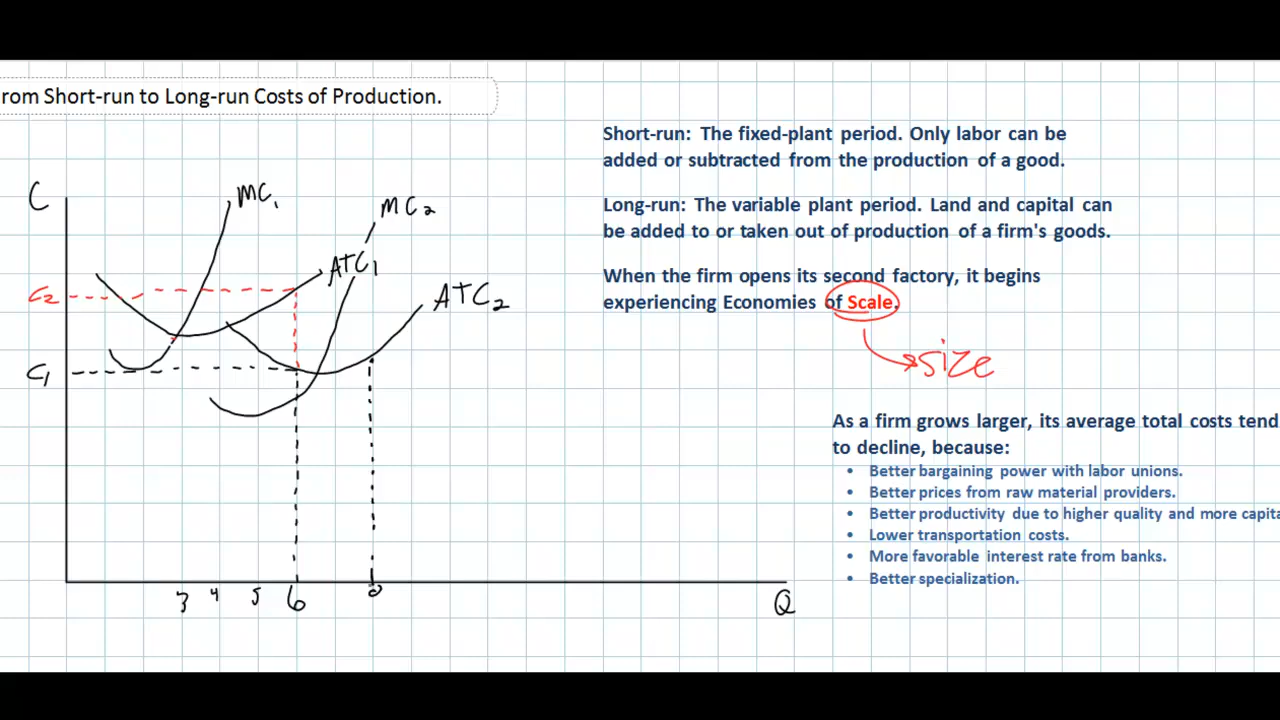 rom Short-run to Long-run Costs of Production.
Short-run: The fixed-plant period. Only labor can be
added or subtracted from the production of a good.
Long-run: The variable plant period. Land and capital can
be added to or taken out of production of a firm's goods.
When the firm opens its second factory, it begins
experiencing Economies of Scale.
size
As a firm grows larger, its average total costs tend
to decline, because:
• Better bargaining power with labor unions.
• Better prices from raw material providers.
• Better productivity due to higher quality and more capita
• Lower transportation costs.
• More favorable interest rate from banks.
• Better specialization.
C
MC₁
MC₂
ATC₁
ATC₂
C₂
C₁
3 4 5 6
Q